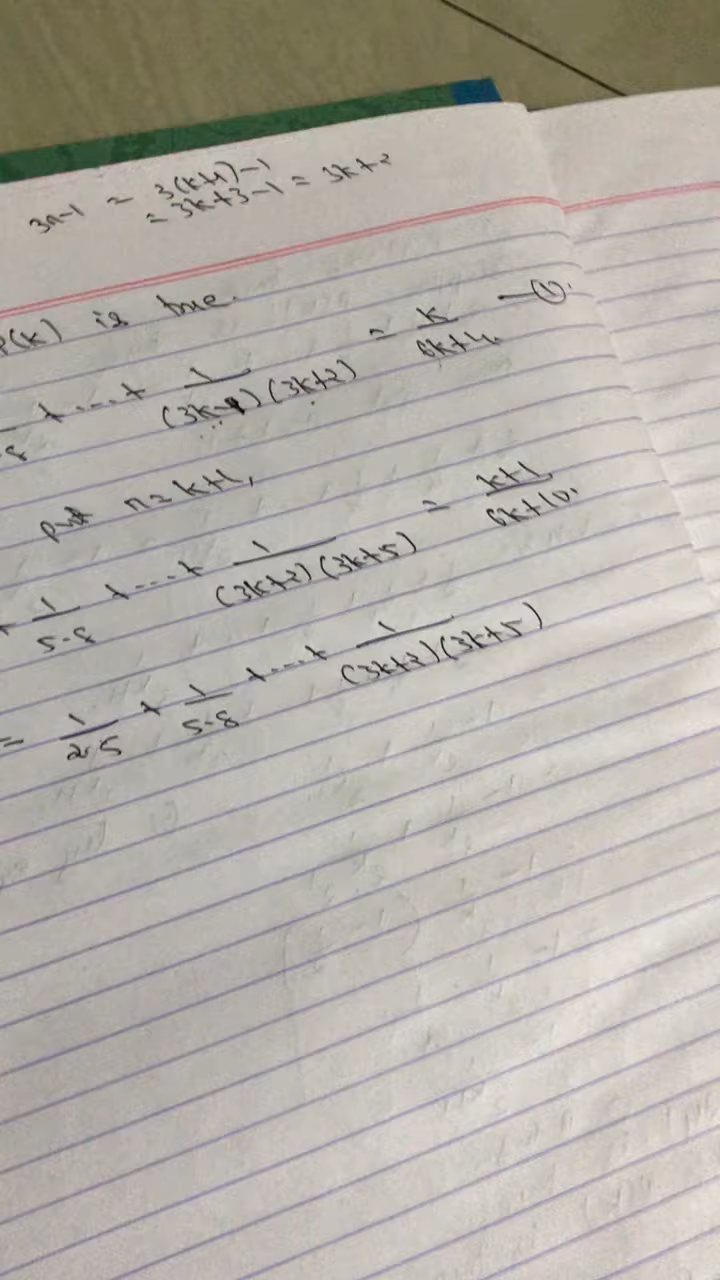 3n-1 = 3(k+1)-1
= 3k+3-1 = 3k+2
P(k) is true.
+ ... + 1/(3k-1)(3k+2) = k/6k+4 — ①.
put n=k+1,
+ 1/5.8 + ... + 1/(3k+2)(3k+5) = k+1/6k+10.
= 1/2.5 + 1/5.8 + ... + 1/(3k+2)(3k+5)